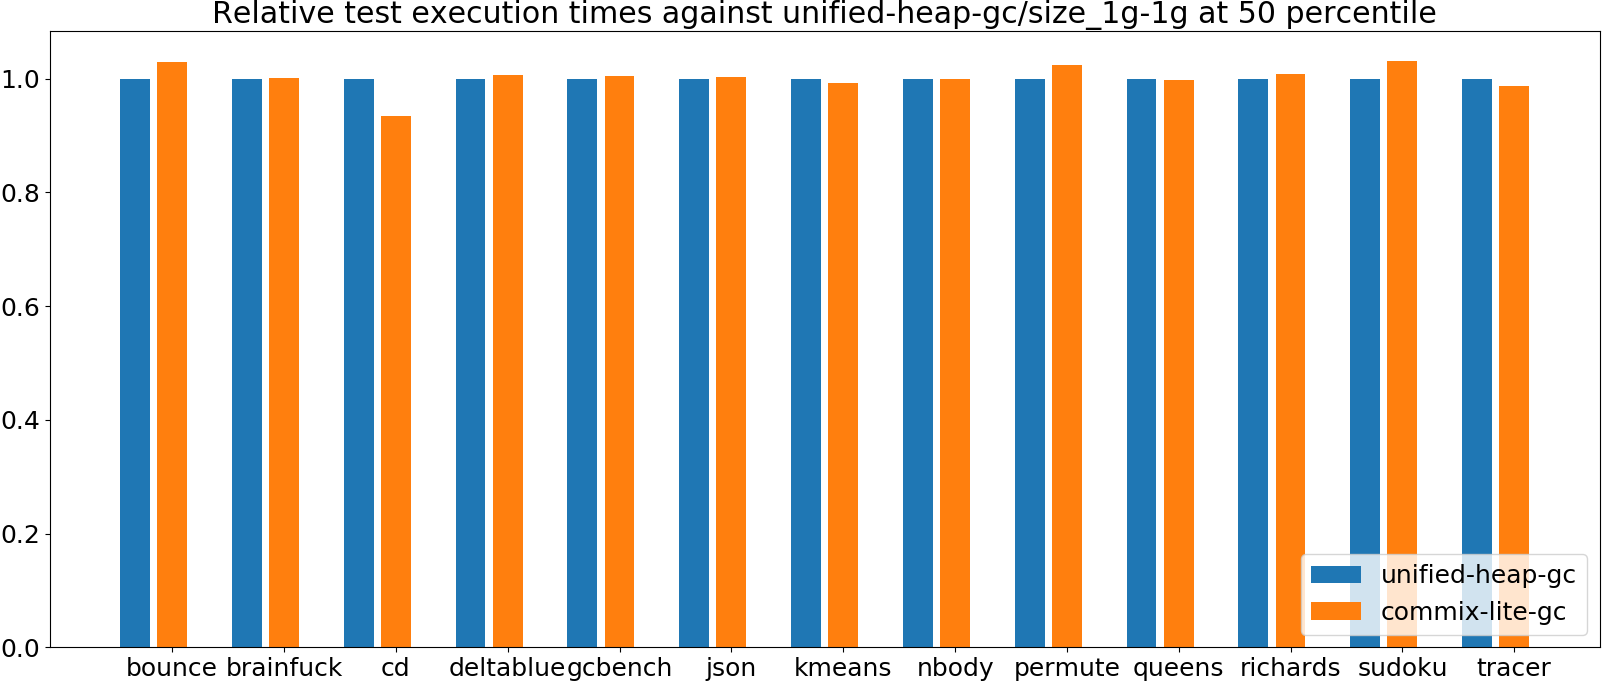 Relative test execution times against unified-heap-gc/size_1g-1g at 50 percentile
1.0
0.8
0.6
0.4
0.2
0.0
bounce brainfuck cd deltablue gcbench json kmeans nbody permute queens richards sudoku tracer
unified-heap-gc
commix-lite-gc